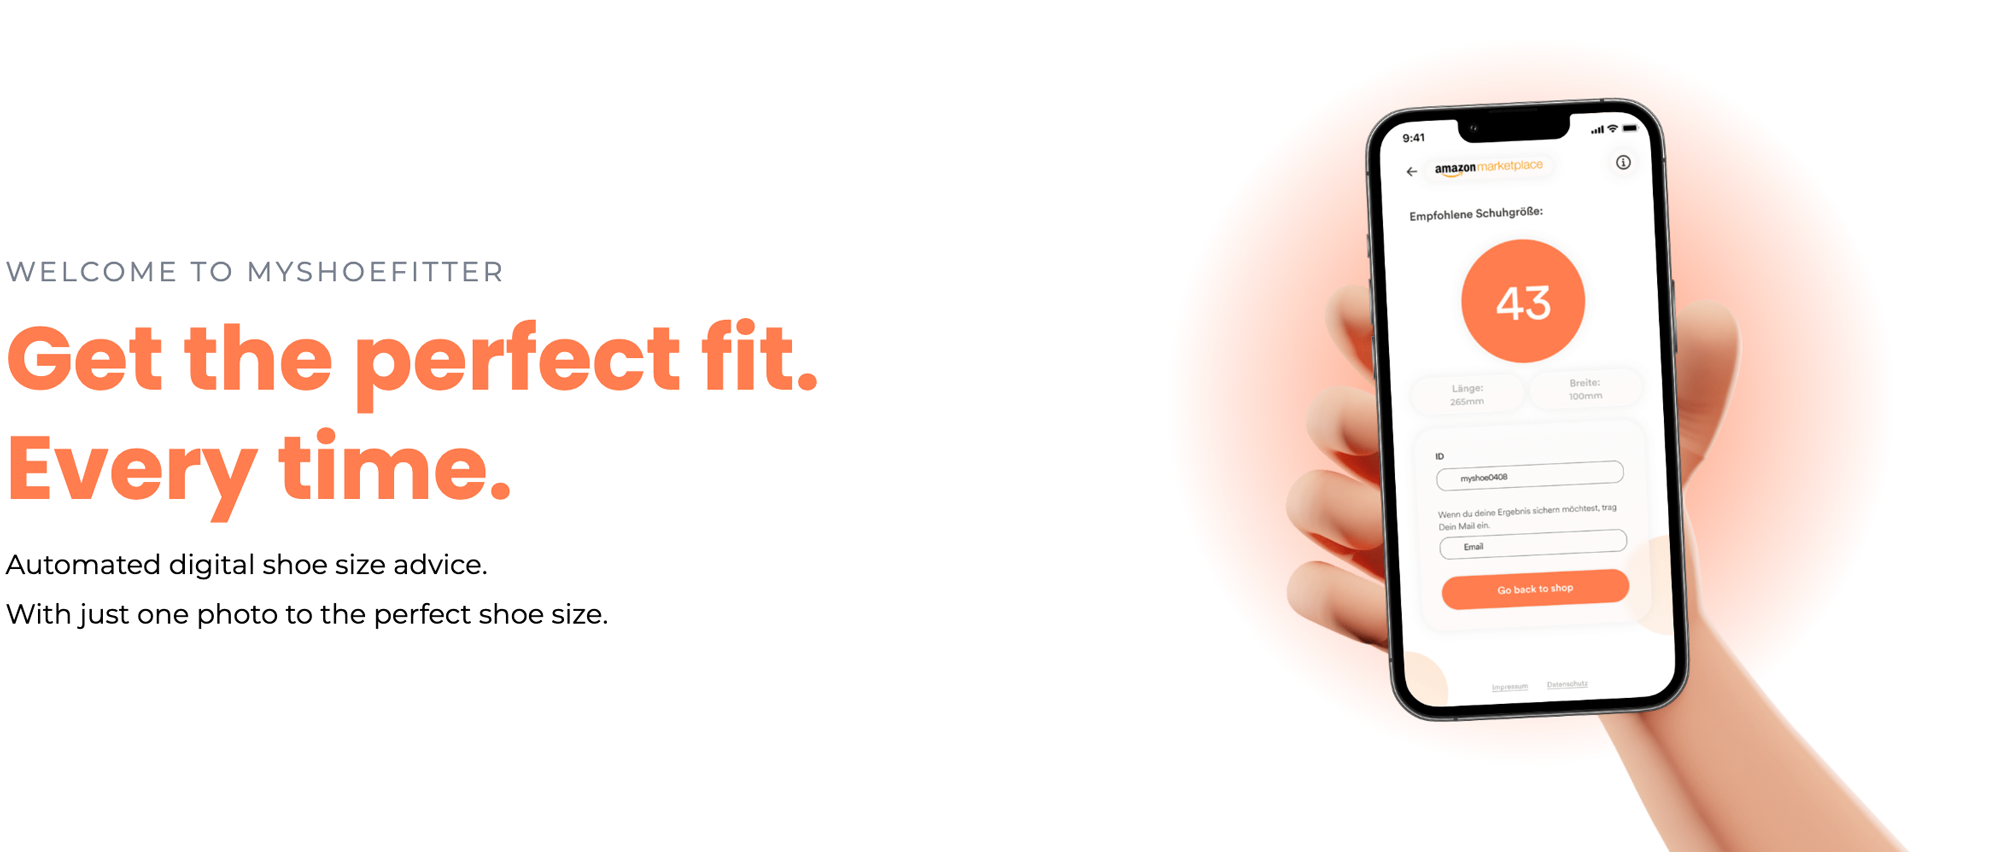 WELCOME TO MYSHOEFITTER
Get the perfect fit.
Every time.
Automated digital shoe size advice.
With just one photo to the perfect shoe size.
9:41
amazon marketplace
Empfohlene Schuhgröße:
43
Länge:
265mm
Breite:
100mm
ID
myshoe0408
Wenn du deine Ergebnis sichern möchtest, trag
Dein Mail ein.
Email
Go back to shop
Impressum
Datenschutz